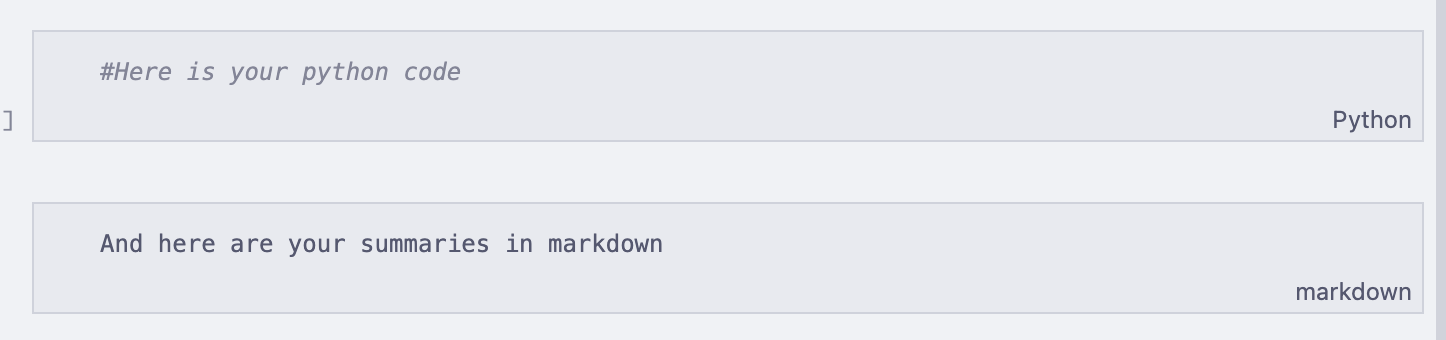 #Here is your python code
]
Python
And here are your summaries in markdown
markdown